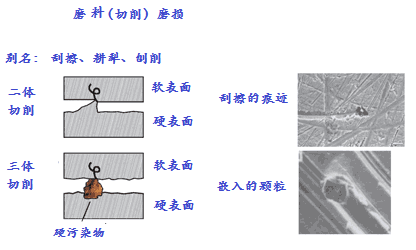 磨料(切削)磨损
别名: 刮擦、耕犁、刨削
二体
切削
软表面
硬表面
刮擦的痕迹
三体
切削
软表面
硬表面
嵌入的颗粒
硬污染物